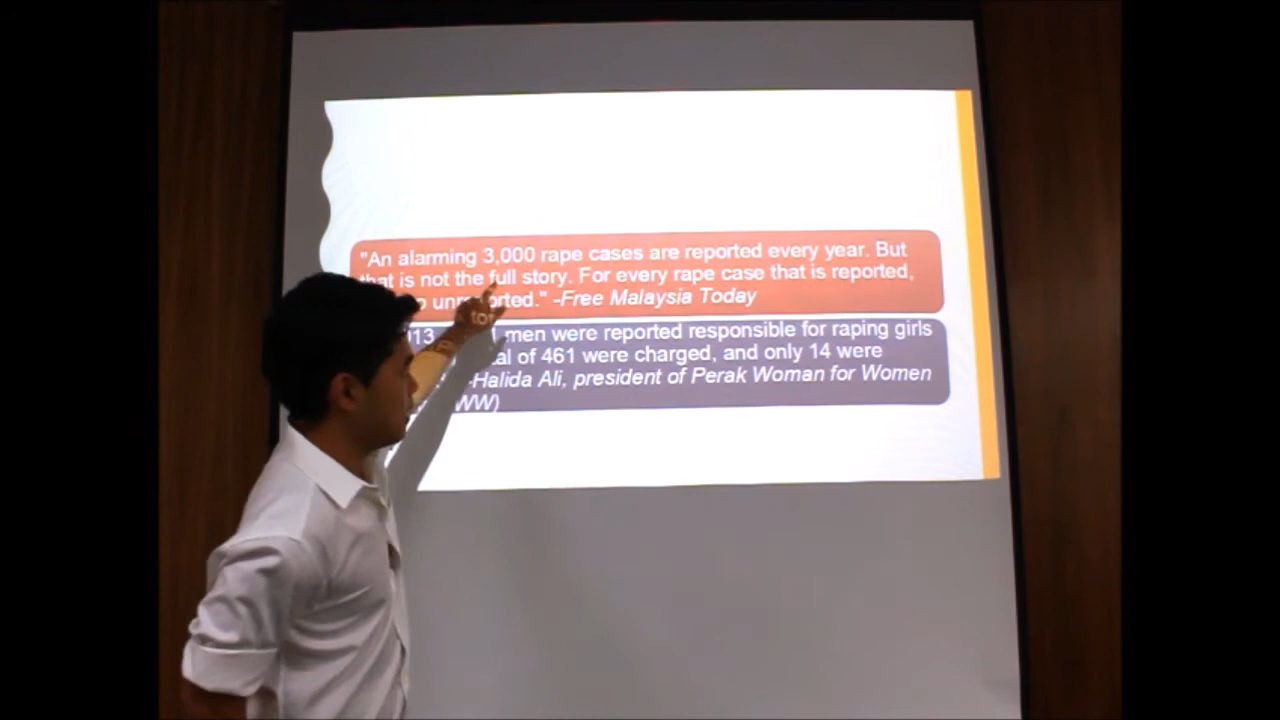 "An alarming 3,000 rape cases are reported every year. But
that is not the full story. For every rape case that is reported,
." -Free Malaysia Today
men were reported responsible for raping girls
of 461 were charged, and only 14 were
-Halida Ali, president of Perak Woman for Women
WW)